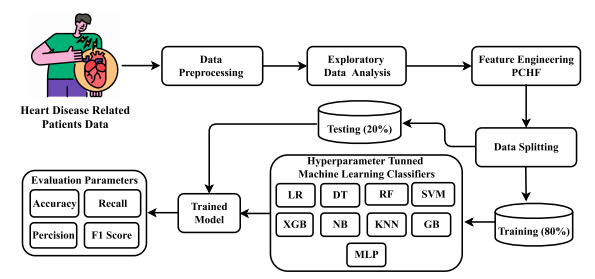 Data
Preprocessing
Exploratory
Data Analysis
Feature Engineering
PCHF
Heart Disease Related
Patients Data
Testing (20%)
Data Splitting
Hyperparameter Tunned
Machine Learning Classifiers
LR
DT
RF
SVM
XGB
NB
KNN
GB
MLP
Training (80%)
Trained
Model
Evaluation Parameters
Accuracy
Recall
Percision
F1 Score